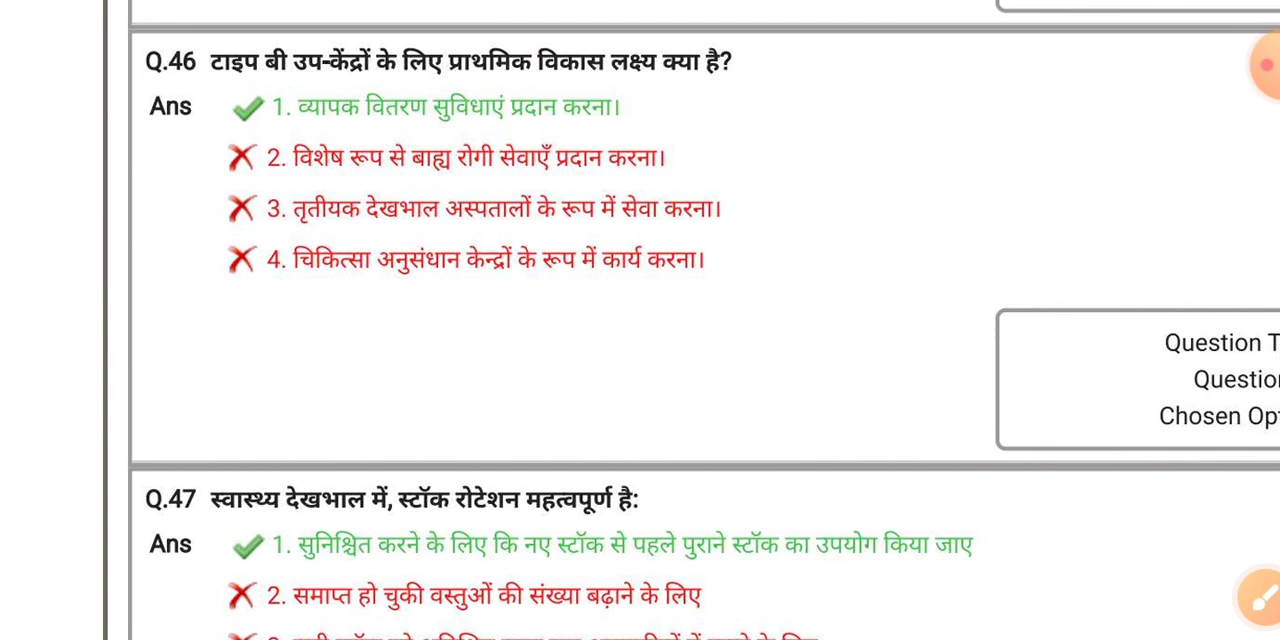 Q.46 टाइप बी उप-केंद्रों के लिए प्राथमिक विकास लक्ष्य क्या है?
Ans 1. व्यापक वितरण सुविधाएं प्रदान करना।
2. विशेष रूप से बाह्य रोगी सेवाएँ प्रदान करना।
3. तृतीयक देखभाल अस्पतालों के रूप में सेवा करना।
4. चिकित्सा अनुसंधान केन्द्रों के रूप में कार्य करना।
Question T
Question
Chosen Op
Q.47 स्वास्थ्य देखभाल में, स्टॉक रोटेशन महत्वपूर्ण है:
Ans 1. सुनिश्चित करने के लिए कि नए स्टॉक से पहले पुराने स्टॉक का उपयोग किया जाए
2. समाप्त हो चुकी वस्तुओं की संख्या बढ़ाने के लिए